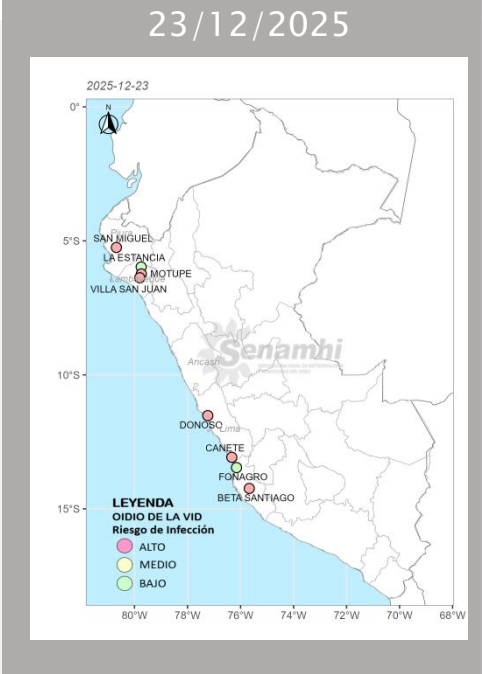 23/12/2025
2025-12-23
N
0°
5°S
10°S
15°S
Piura
SAN MIGUEL
LA ESTANCIA
MOTUPE
Lambayeque
VILLA SAN JUAN
Senamhi
Ancash
DONOSO
Lima
CANETE
FONAGRO
BETA SANTIAGO
LEYENDA
OIDIO DE LA VID
Riesgo de Infección
ALTO
MEDIO
BAJO
80°W 78°W 76°W 74°W 72°W 70°W 68°W